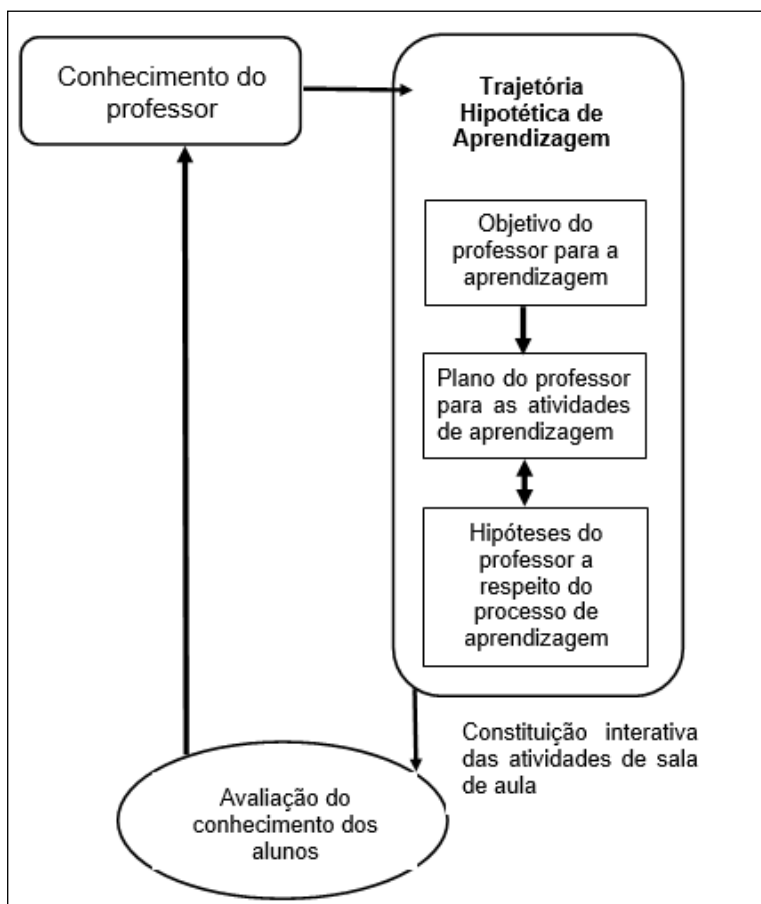 Conhecimento do
professor
Trajetória
Hipotética de
Aprendizagem
Objetivo do
professor para a
aprendizagem
Plano do professor
para as atividades
de aprendizagem
Hipóteses do
professor a
respeito do
processo de
aprendizagem
Constituição interativa
das atividades de sala
de aula
Avaliação do
conhecimento dos
alunos